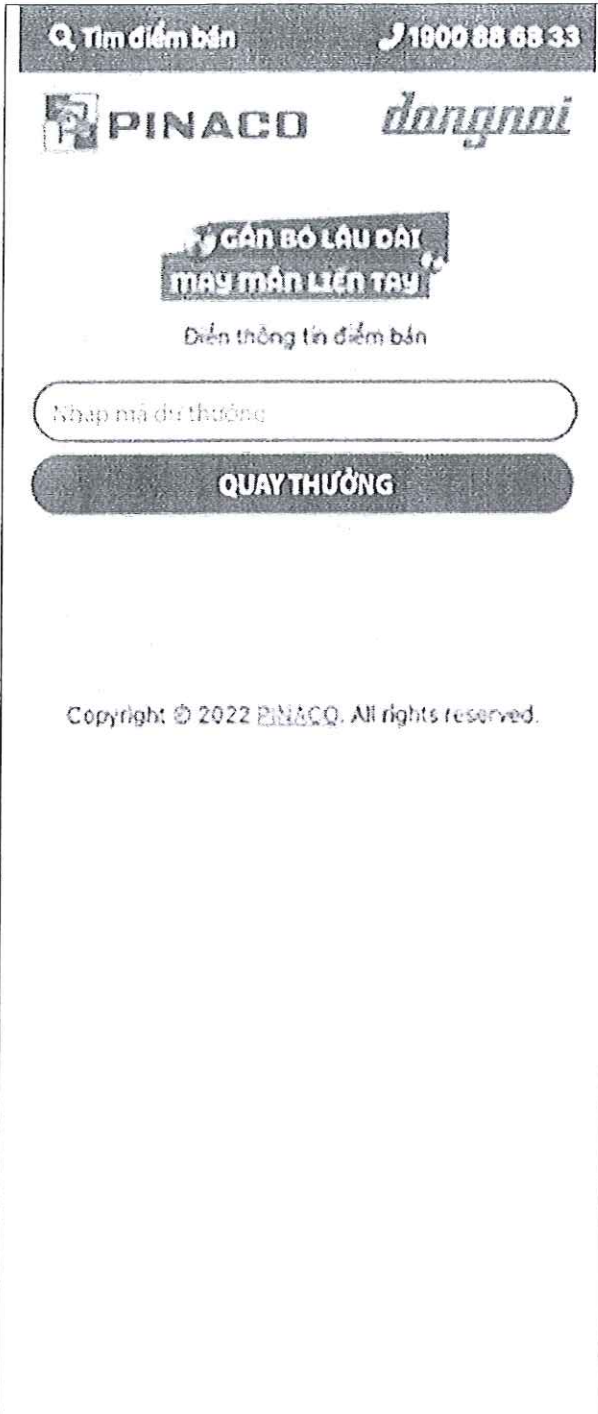 Tìm điểm bán 1900 88 68 33
PINACO dongnai
GẮN BÓ LÂU DÀI
MAY MẮN LIỀN TAY
Điền thông tin điểm bán
Nhập mã dự thưởng
QUAY THƯỞNG
Copyright © 2022 PINACO. All rights reserved.